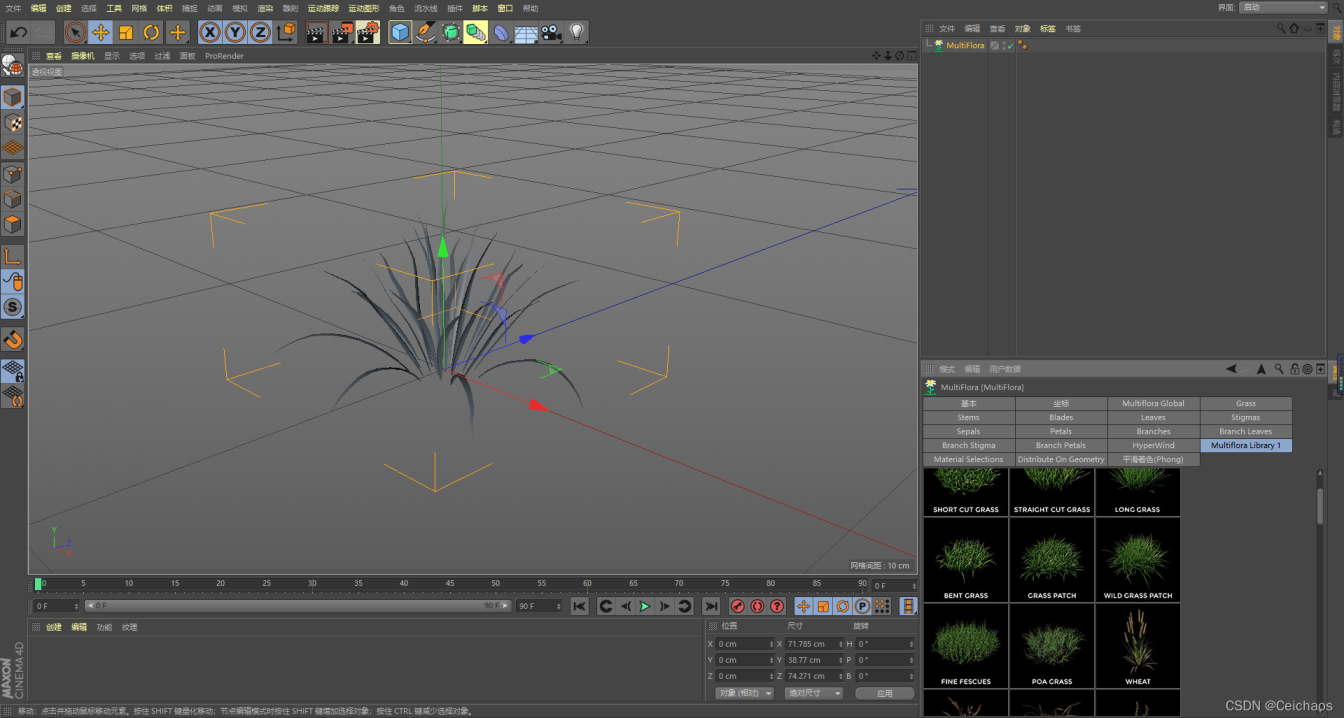 文件 编辑 创建 选择 工具 网格 体积 捕捉 动画 模拟 渲染 雕刻 运动跟踪 运动图形 角色 流水线 插件 脚本 窗口 帮助
界面: 启动
查看 摄像机 显示 选项 过滤 面板 ProRender
透视视图
X Y Z
S
Y
Z
X
网格间距 : 10 cm
0 5 10 15 20 25 30 35 40 45 50 55 60 65 70 75 80 85 90
0 F
0 F
0 F
90 F
90 F
P
创建 编辑 功能 纹理
位置 尺寸 旋转
X 0 cm X 71.785 cm H 0 °
Y 0 cm Y 38.77 cm P 0 °
Z 0 cm Z 74.271 cm B 0 °
对象 (相对) 绝对尺寸 应用
MAXON
CINEMA 4D
移动: 点击并拖动鼠标移动元素。按住 SHIFT 键量化移动; 节点编辑模式时按住 SHIFT 键增加选择对象; 按住 CTRL 键减少选择对象。
文件 编辑 查看 对象 标签 书签
MultiFlora
模式 编辑 用户数据
MultiFlora [MultiFlora]
基本 坐标 Multiflora Global Grass
Stems Blades Leaves Stigmas
Sepals Petals Branches Branch Leaves
Branch Stigma Branch Petals HyperWind Multiflora Library 1
Material Selections Distribute On Geometry 平滑着色(Phong)
SHORT CUT GRASS STRAIGHT CUT GRASS LONG GRASS
BENT GRASS GRASS PATCH WILD GRASS PATCH
FINE FESCUES POA GRASS WHEAT
CSDN @Ceichaps